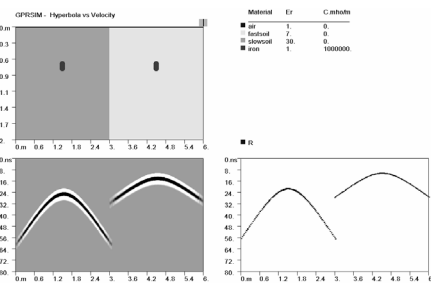 GPRSIM - Hyperbola vs Velocity
Material Er C.mho/m
air 1. 0.
fastsoil 7. 0.
slowsoil 30. 0.
iron 1. 1000000.
0.m
0.3
0.6
0.9
1.1
1.4
1.7
2
0.m 0.6 1.2 1.8 2.4 3. 3.6 4.2 4.8 5.4 6.
R
0.ns
8.
16.
24.
32.
40.
48.
56.
64.
72.
80.
0.m 0.6 1.2 1.8 2.4 3. 3.6 4.2 4.8 5.4 6.
0.ns
8.
16.
24.
32.
40.
48.
56.
64.
72.
80.
0.m 0.6 1.2 1.8 2.4 3. 3.6 4.2 4.8 5.4 6.